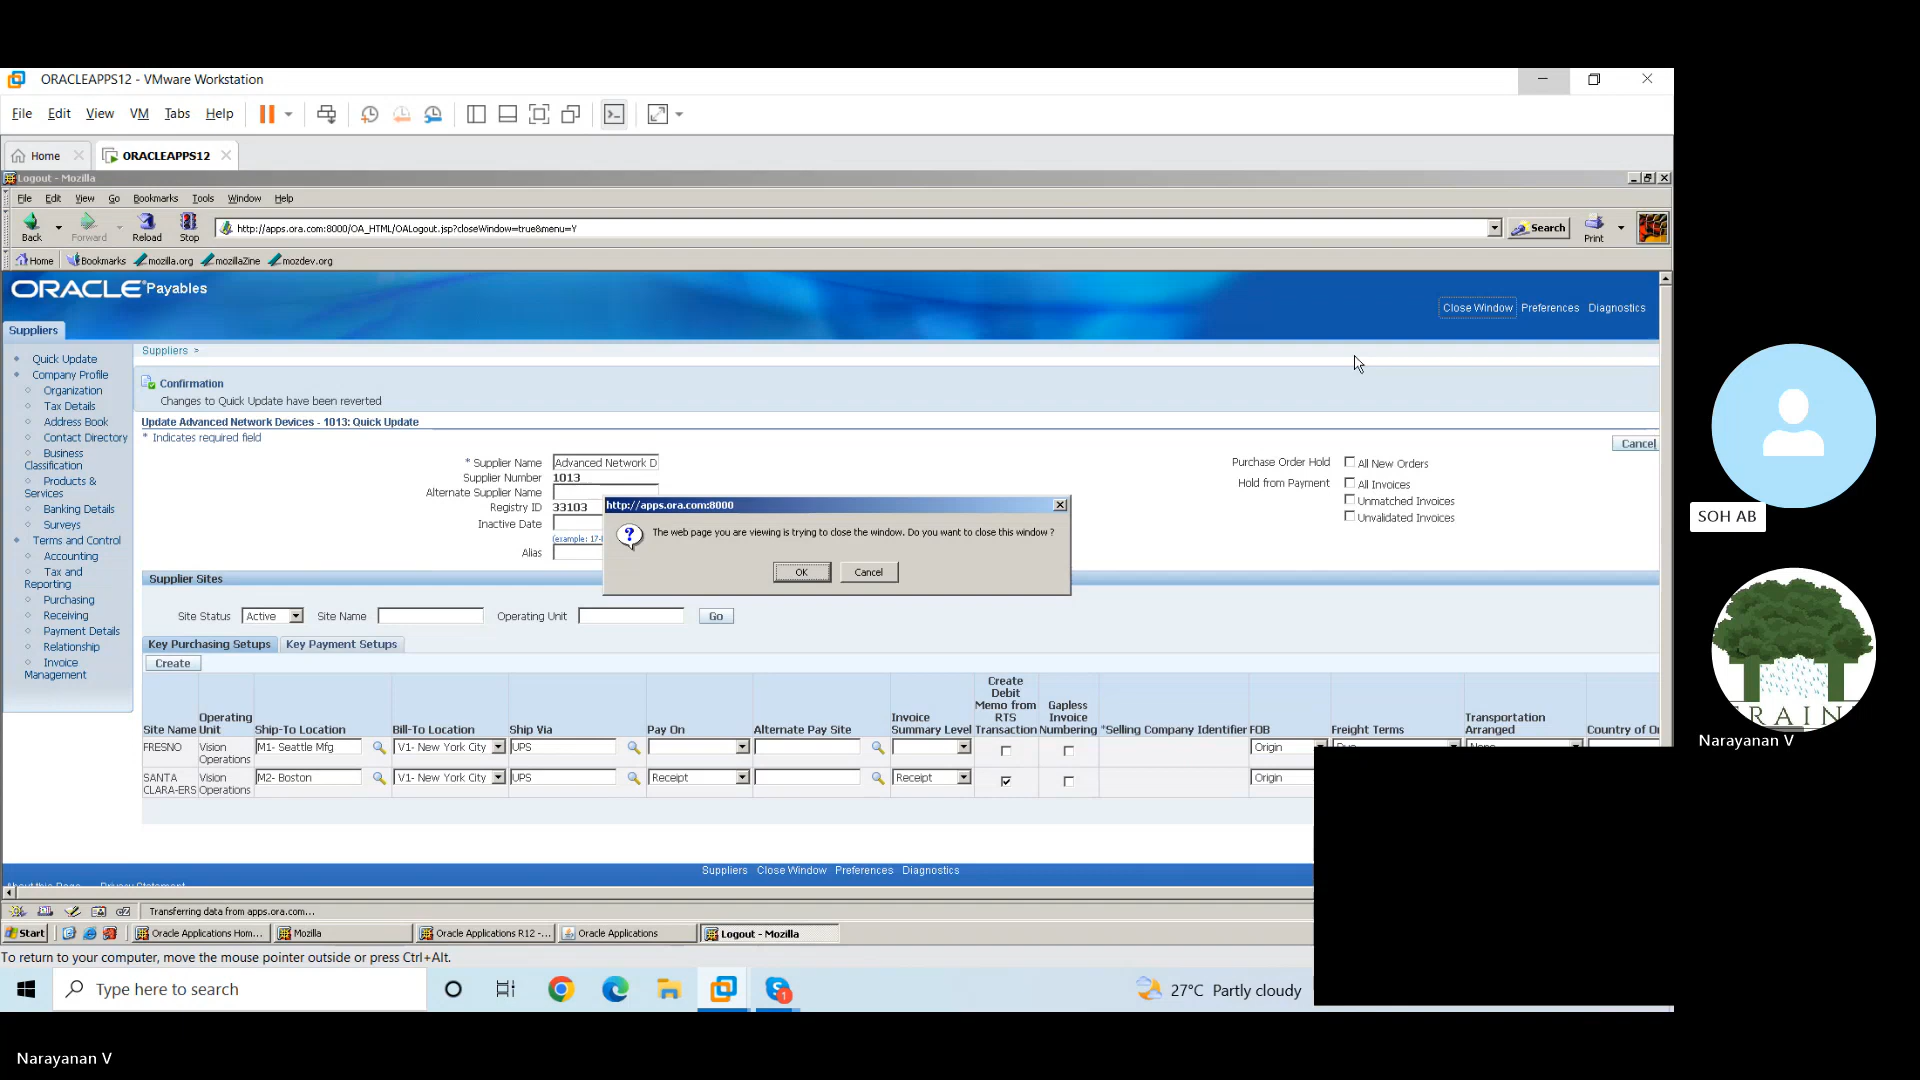 ORACLEAPPS12 - VMware Workstation
File Edit View VM Tabs Help
Home ORACLEAPPS12
Logout - Mozilla
File Edit View Go Bookmarks Tools Window Help
Back Forward Reload Stop http://apps.ora.com:8000/OA_HTML/OALogout.jsp?closeWindow=true&menu=Y Search Print
Home Bookmarks mozilla.org mozillaZine mozdev.org
ORACLE Payables
Close Window Preferences Diagnostics
Suppliers
Quick Update
Company Profile
Organization
Tax Details
Address Book
Contact Directory
Business
Classification
Products &
Services
Banking Details
Surveys
Terms and Control
Accounting
Tax and
Reporting
Purchasing
Receiving
Payment Details
Relationship
Invoice
Management
Suppliers >
Confirmation
Changes to Quick Update have been reverted
Update Advanced Network Devices - 1013: Quick Update
* Indicates required field
Cancel
* Supplier Name Advanced Network D
Supplier Number 1013
Alternate Supplier Name
Registry ID 33103
Inactive Date
(example: 17-
Alias
Purchase Order Hold All New Orders
Hold from Payment All Invoices
Unmatched Invoices
Unvalidated Invoices
http://apps.ora.com:8000
The web page you are viewing is trying to close the window. Do you want to close this window ?
OK Cancel
Supplier Sites
Site Status Active Site Name Operating Unit Go
Key Purchasing Setups Key Payment Setups
Create
Site Name
Operating
Unit
Ship-To Location
Bill-To Location
Ship Via
Pay On
Alternate Pay Site
Invoice
Summary Level
Create
Debit
Memo from
RTS
Transaction
Gapless
Invoice
Numbering
*Selling Company Identifier
FOB
Freight Terms
Transportation
Arranged
Country of O
FRESNO Vision Operations M1- Seattle Mfg V1- New York City UPS Origin
SANTA CLARA-ERS Vision Operations M2- Boston V1- New York City UPS Receipt Receipt Origin
Suppliers Close Window Preferences Diagnostics
About this Page Privacy Statement
Transferring data from apps.ora.com...
Start Oracle Applications Hom... Mozilla Oracle Applications R12 -... Oracle Applications Logout - Mozilla
To return to your computer, move the mouse pointer outside or press Ctrl+Alt.
Type here to search 1 27°C Partly cloudy
SOH AB
RAIN
Narayanan V
Narayanan V